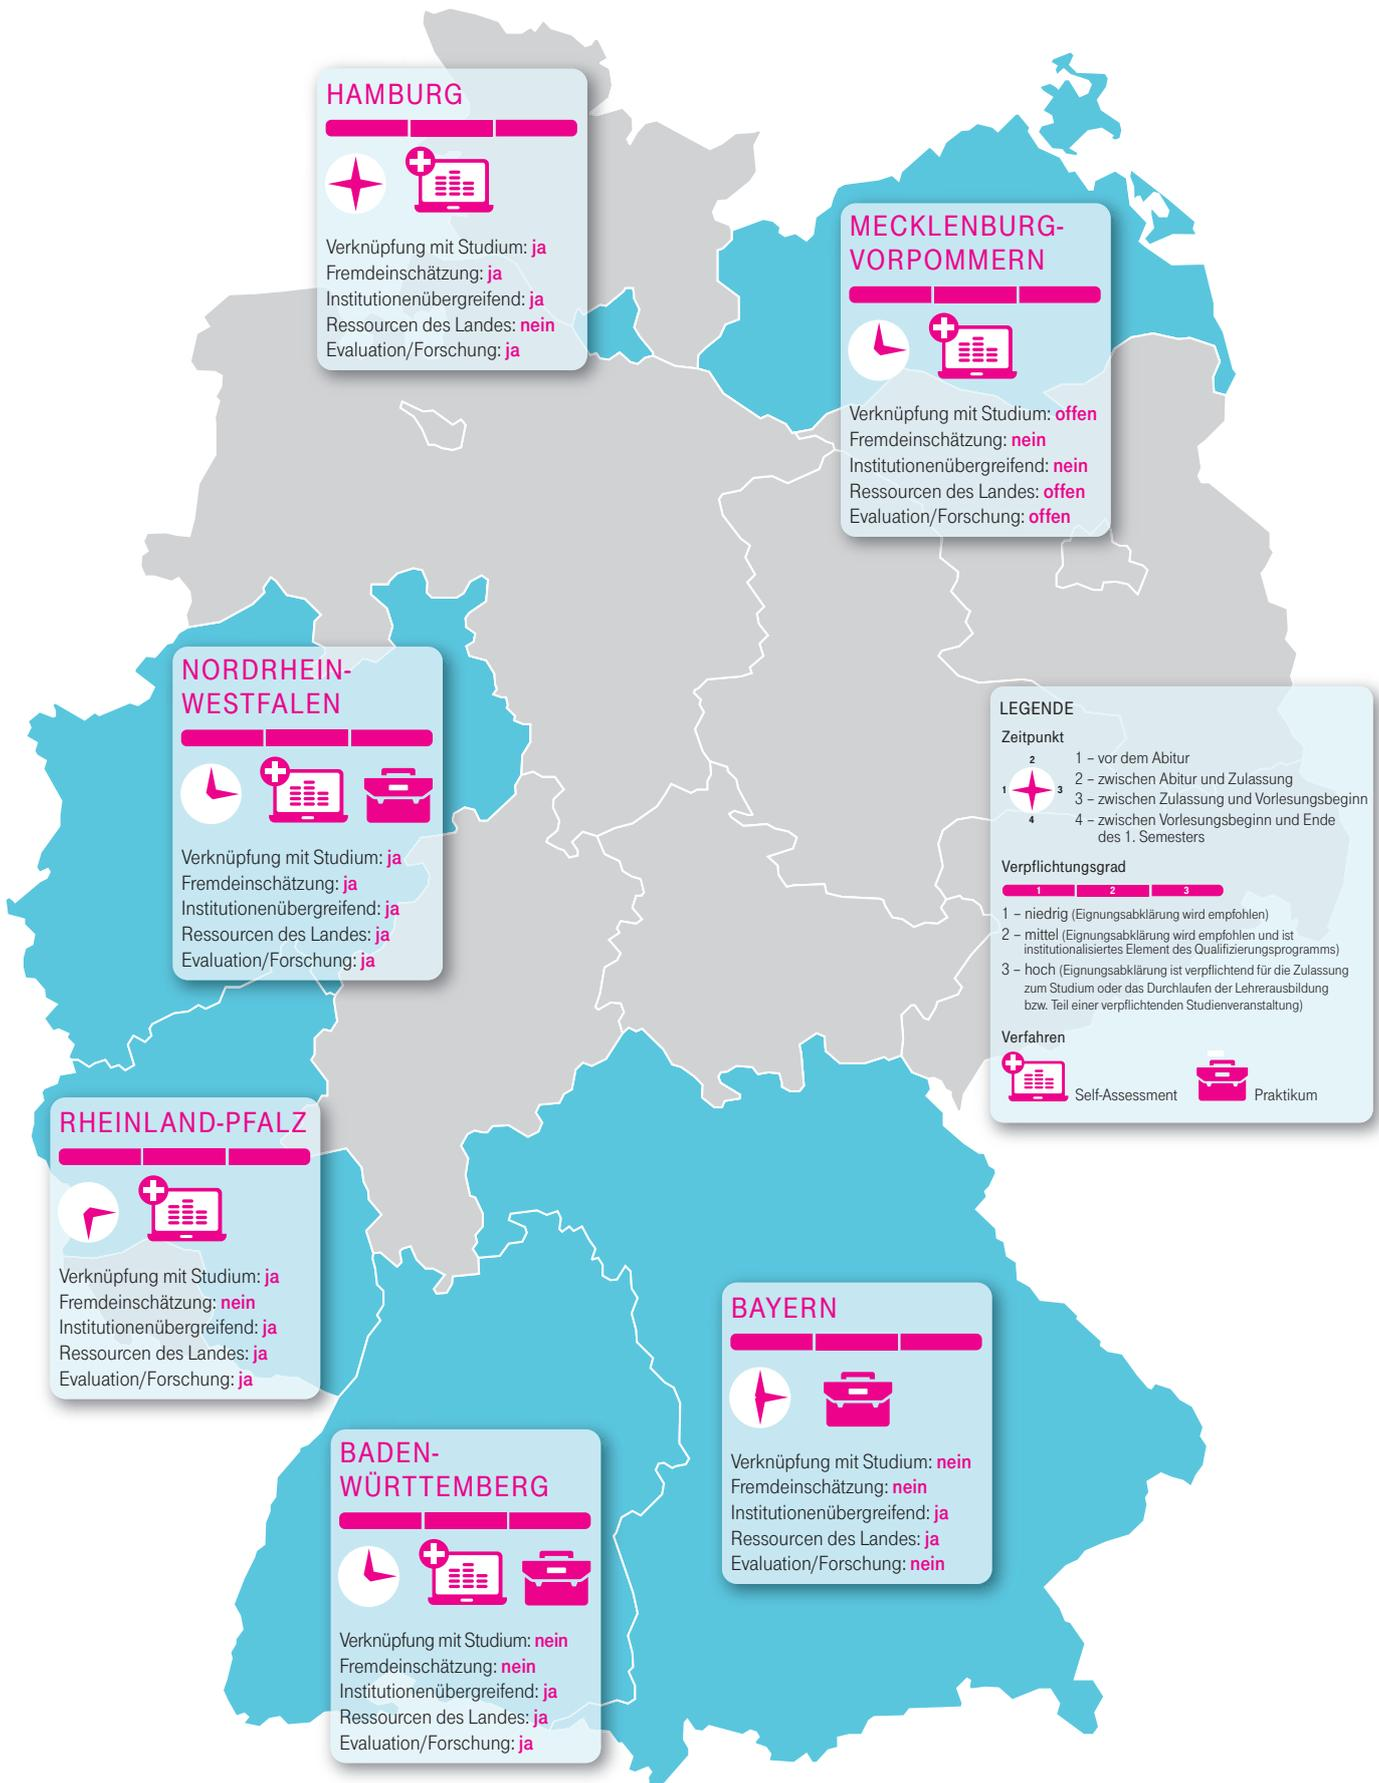 HAMBURG
Verknüpfung mit Studium: ja
Fremdeinschätzung: ja
Institutionenübergreifend: ja
Ressourcen des Landes: nein
Evaluation/Forschung: ja
MECKLENBURG-
VORPOMMERN
Verknüpfung mit Studium: offen
Fremdeinschätzung: nein
Institutionenübergreifend: nein
Ressourcen des Landes: offen
Evaluation/Forschung: offen
NORDRHEIN-
WESTFALEN
Verknüpfung mit Studium: ja
Fremdeinschätzung: ja
Institutionenübergreifend: ja
Ressourcen des Landes: ja
Evaluation/Forschung: ja
LEGENDE
Zeitpunkt
2
1
3
4
1 – vor dem Abitur
2 – zwischen Abitur und Zulassung
3 – zwischen Zulassung und Vorlesungsbeginn
4 – zwischen Vorlesungsbeginn und Ende
des 1. Semesters
Verpflichtungsgrad
1 2 3
1 – niedrig (Eignungsabklärung wird empfohlen)
2 – mittel (Eignungsabklärung wird empfohlen und ist
institutionalisiertes Element des Qualifizierungsprogramms)
3 – hoch (Eignungsabklärung ist verpflichtend für die Zulassung
zum Studium oder das Durchlaufen der Lehrerausbildung
bzw. Teil einer verpflichtenden Studienveranstaltung)
Verfahren
Self-Assessment
Praktikum
RHEINLAND-PFALZ
Verknüpfung mit Studium: ja
Fremdeinschätzung: nein
Institutionenübergreifend: ja
Ressourcen des Landes: ja
Evaluation/Forschung: ja
BAYERN
Verknüpfung mit Studium: nein
Fremdeinschätzung: nein
Institutionenübergreifend: ja
Ressourcen des Landes: ja
Evaluation/Forschung: nein
BADEN-
WÜRTTEMBERG
Verknüpfung mit Studium: nein
Fremdeinschätzung: nein
Institutionenübergreifend: ja
Ressourcen des Landes: ja
Evaluation/Forschung: ja